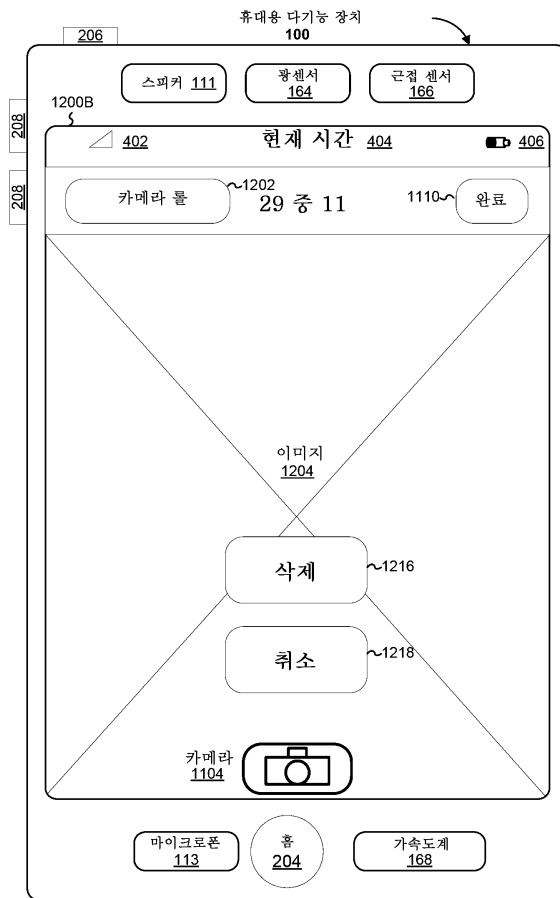 휴대용 다기능 장치
100
206
스피커 111
광센서
164
근접 센서
166
208
208
1200B
402
현재 시간 404
406
카메라 롤
1202
29 중 11
1110
완료
이미지
1204
삭제
1216
취소
1218
카메라
1104
마이크로폰
113
홈
204
가속도계
168